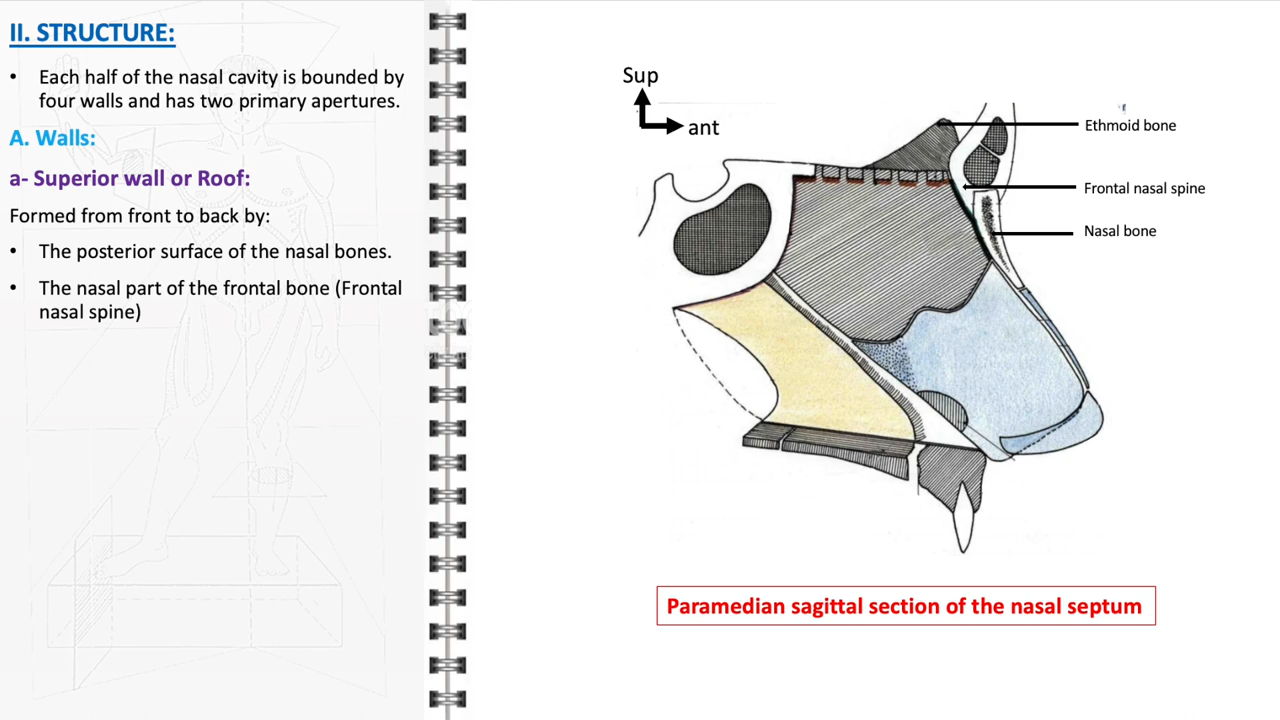 II. STRUCTURE:
• Each half of the nasal cavity is bounded by
four walls and has two primary apertures.
A. Walls:
a- Superior wall or Roof:
Formed from front to back by:
• The posterior surface of the nasal bones.
• The nasal part of the frontal bone (Frontal
nasal spine)
Sup
ant
Ethmoid bone
Frontal nasal spine
Nasal bone
Paramedian sagittal section of the nasal septum